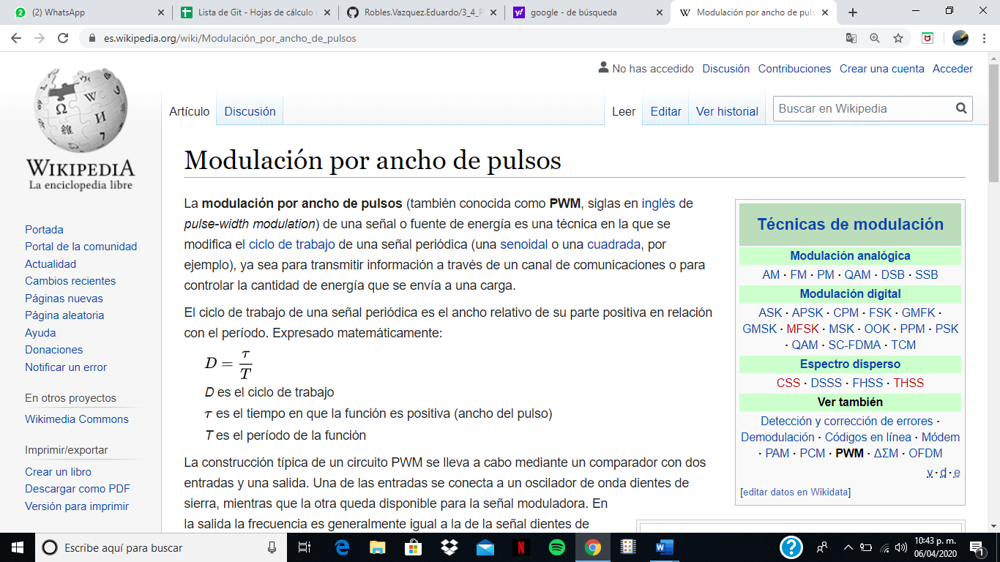 (2) WhatsApp
Lista de Git - Hojas de cálculo
Robles.Vazquez.Eduardo/3_4_P
google - de búsqueda
Modulación por ancho de puls
es.wikipedia.org/wiki/Modulación_por_ancho_de_pulsos
No has accedido Discusión Contribuciones Crear una cuenta Acceder
Artículo Discusión Leer Editar Ver historial Buscar en Wikipedia
WIKIPEDIA
La enciclopedia libre
Portada
Portal de la comunidad
Actualidad
Cambios recientes
Páginas nuevas
Página aleatoria
Ayuda
Donaciones
Notificar un error
En otros proyectos
Wikimedia Commons
Imprimir/exportar
Crear un libro
Descargar como PDF
Versión para imprimir
Modulación por ancho de pulsos
La modulación por ancho de pulsos (también conocida como PWM, siglas en inglés de
pulse-width modulation) de una señal o fuente de energía es una técnica en la que se
modifica el ciclo de trabajo de una señal periódica (una senoidal o una cuadrada, por
ejemplo), ya sea para transmitir información a través de un canal de comunicaciones o para
controlar la cantidad de energía que se envía a una carga.
El ciclo de trabajo de una señal periódica es el ancho relativo de su parte positiva en relación
con el período. Expresado matemáticamente:
D = τ/T
D es el ciclo de trabajo
τ es el tiempo en que la función es positiva (ancho del pulso)
T es el período de la función
La construcción típica de un circuito PWM se lleva a cabo mediante un comparador con dos
entradas y una salida. Una de las entradas se conecta a un oscilador de onda dientes de
sierra, mientras que la otra queda disponible para la señal moduladora. En
la salida la frecuencia es generalmente igual a la de la señal dientes de
Técnicas de modulación
Modulación analógica
AM · FM · PM · QAM · DSB · SSB
Modulación digital
ASK · APSK · CPM · FSK · GMFK ·
GMSK · MFSK · MSK · OOK · PPM · PSK
· QAM · SC-FDMA · TCM
Espectro disperso
CSS · DSSS · FHSS · THSS
Ver también
Detección y corrección de errores ·
Demodulación · Códigos en línea · Módem
· PAM · PCM · PWM · ΔΣM · OFDM
v · d · e
[editar datos en Wikidata]
Escribe aquí para buscar
10:43 p. m.
06/04/2020
1